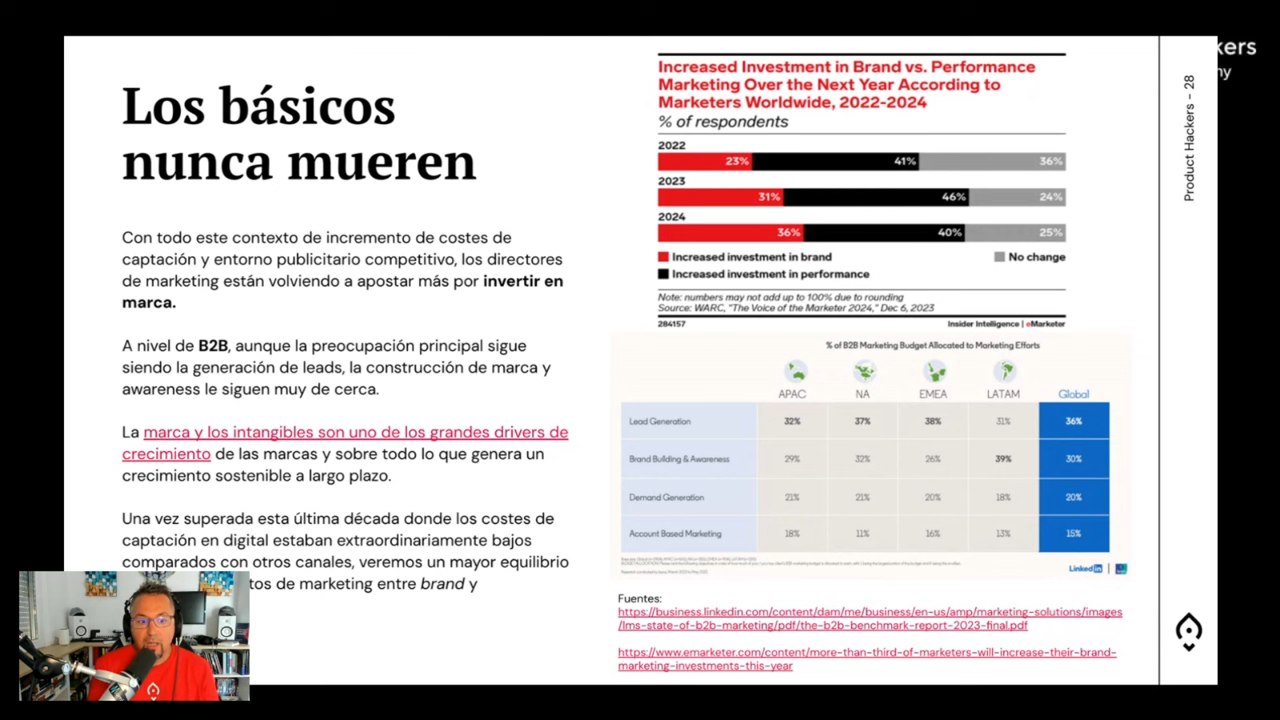 kers
ny
Product Hackers – 28
Los básicos
nunca mueren
Con todo este contexto de incremento de costes de
captación y entorno publicitario competitivo, los directores
de marketing están volviendo a apostar más por invertir en
marca.
A nivel de B2B, aunque la preocupación principal sigue
siendo la generación de leads, la construcción de marca y
awareness le siguen muy de cerca.
La marca y los intangibles son uno de los grandes drivers de
crecimiento de las marcas y sobre todo lo que genera un
crecimiento sostenible a largo plazo.
Una vez superada esta última década donde los costes de
captación en digital estaban extraordinariamente bajos
comparados con otros canales, veremos un mayor equilibrio
tos de marketing entre brand y
Increased Investment in Brand vs. Performance
Marketing Over the Next Year According to
Marketers Worldwide, 2022-2024
% of respondents
2022
23% 41% 36%
2023
31% 46% 24%
2024
36% 40% 25%
Increased investment in brand No change
Increased investment in performance
Note: numbers may not add up to 100% due to rounding
Source: WARC, "The Voice of the Marketer 2024," Dec 6, 2023
284157 Insider Intelligence | eMarketer
% of B2B Marketing Budget Allocated to Marketing Efforts
APAC NA EMEA LATAM Global
Lead Generation 32% 37% 38% 31% 36%
Brand Building & Awareness 29% 32% 26% 39% 30%
Demand Generation 21% 21% 20% 18% 20%
Account Based Marketing 18% 11% 16% 13% 15%
LinkedIn
Fuentes:
https://business.linkedin.com/content/dam/me/business/en-us/amp/marketing-solutions/images
/lms-state-of-b2b-marketing/pdf/the-b2b-benchmark-report-2023-final.pdf
https://www.emarketer.com/content/more-than-third-of-marketers-will-increase-their-brand-
marketing-investments-this-year